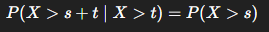 P(X > s + t | X > t) = P(X > s)